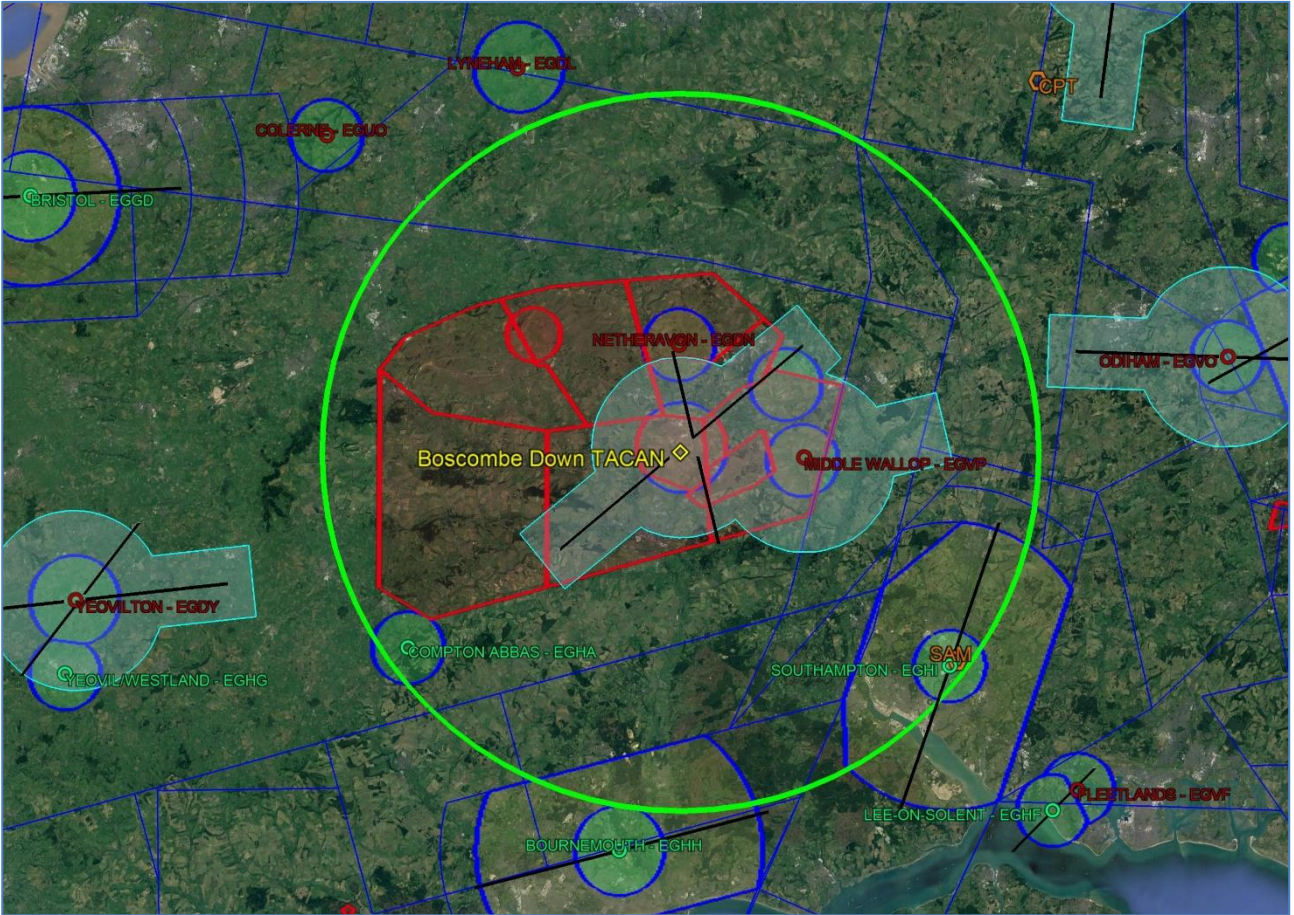 LYNEHAM - EGDL
CPT
COLERNE - EGUO
BRISTOL - EGGD
NETHERAVON - EGDN
ODIHAM - EGVO
Boscombe Down TACAN
MIDDLE WALLOP - EGVP
YEOVILTON - EGDY
COMPTON ABBAS - EGHA
SAM
SOUTHAMPTON - EGHI
YEOVIL/WESTLAND - EGHG
FLEETLANDS - EGVF
LEE-ON-SOLENT - EGHF
BOURNEMOUTH - EGHH